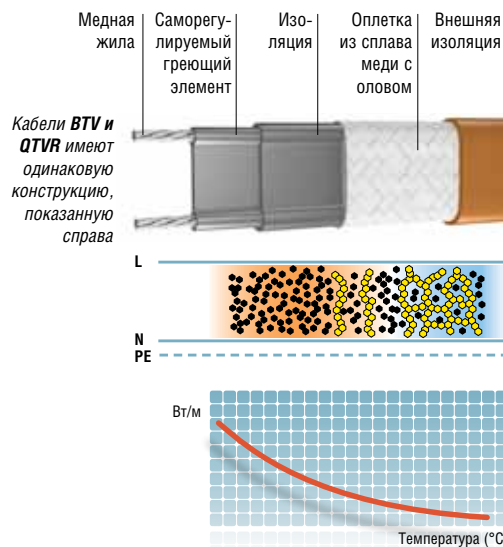 Медная
жила
Саморегу-
лируемый
греющий
элемент
Изо-
ляция
Оплетка
из сплава
меди с
оловом
Внешняя
изоляция
Кабели BTV и
QTVR имеют
одинаковую
конструкцию,
показанную
справа
L
N
PE
Вт/м
Температура (°C